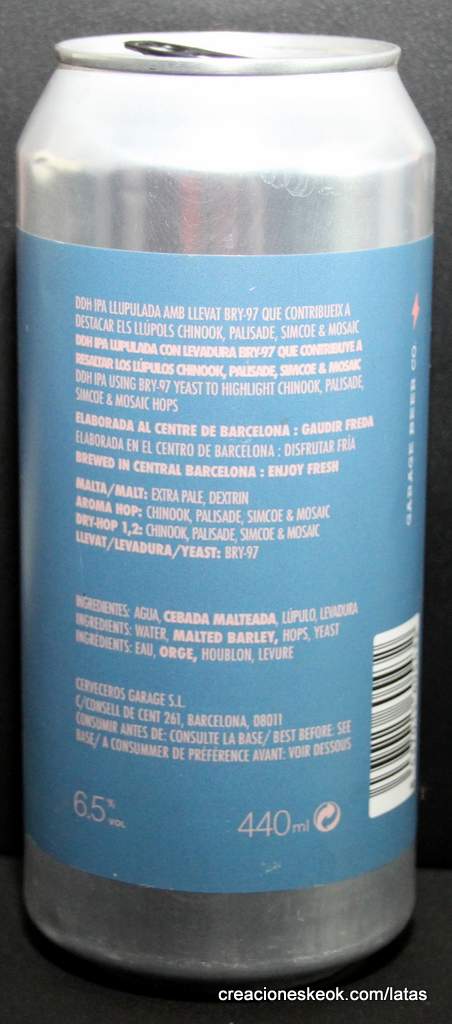 DDH IPA LLUPULADA AMB LLEVAT BRY-97 QUE CONTRIBUEIX A
DESTACAR ELS LLÚPOLS CHINOOK, PALISADE, SIMCOE & MOSAIC
DDH IPA LUPULADA CON LEVADURA BRY-97 QUE CONTRIBUYE A
RESALTAR LOS LÚPULOS CHINOOK, PALISADE, SIMCOE & MOSAIC
DDH IPA USING BRY-97 YEAST TO HIGHLIGHT CHINOOK, PALISADE,
SIMCOE & MOSAIC HOPS
ELABORADA AL CENTRE DE BARCELONA : GAUDIR FREDA
ELABORADA EN EL CENTRO DE BARCELONA : DISFRUTAR FRÍA
BREWED IN CENTRAL BARCELONA : ENJOY FRESH
MALTA/MALT: EXTRA PALE, DEXTRIN
AROMA HOP: CHINOOK, PALISADE, SIMCOE & MOSAIC
DRY-HOP 1,2: CHINOOK, PALISADE, SIMCOE & MOSAIC
LLEVAT/LEVADURA/YEAST: BRY-97
INGREDIENTES: AGUA, CEBADA MALTEADA, LÚPULO, LEVADURA
INGREDIENTS: WATER, MALTED BARLEY, HOPS, YEAST
INGRÉDIENTS: EAU, ORGE, HOUBLON, LEVURE
CERVECEROS GARAGE S.L.
C/CONSELL DE CENT 261, BARCELONA, 08011
CONSUMIR ANTES DE: CONSULTE LA BASE/ BEST BEFORE: SEE
BASE/ A CONSUMMER DE PRÉFÉRENCE AVANT: VOIR DESSOUS
6.5% VOL
440ml
GARAGE BEER CO
creacioneskeok.com/latas